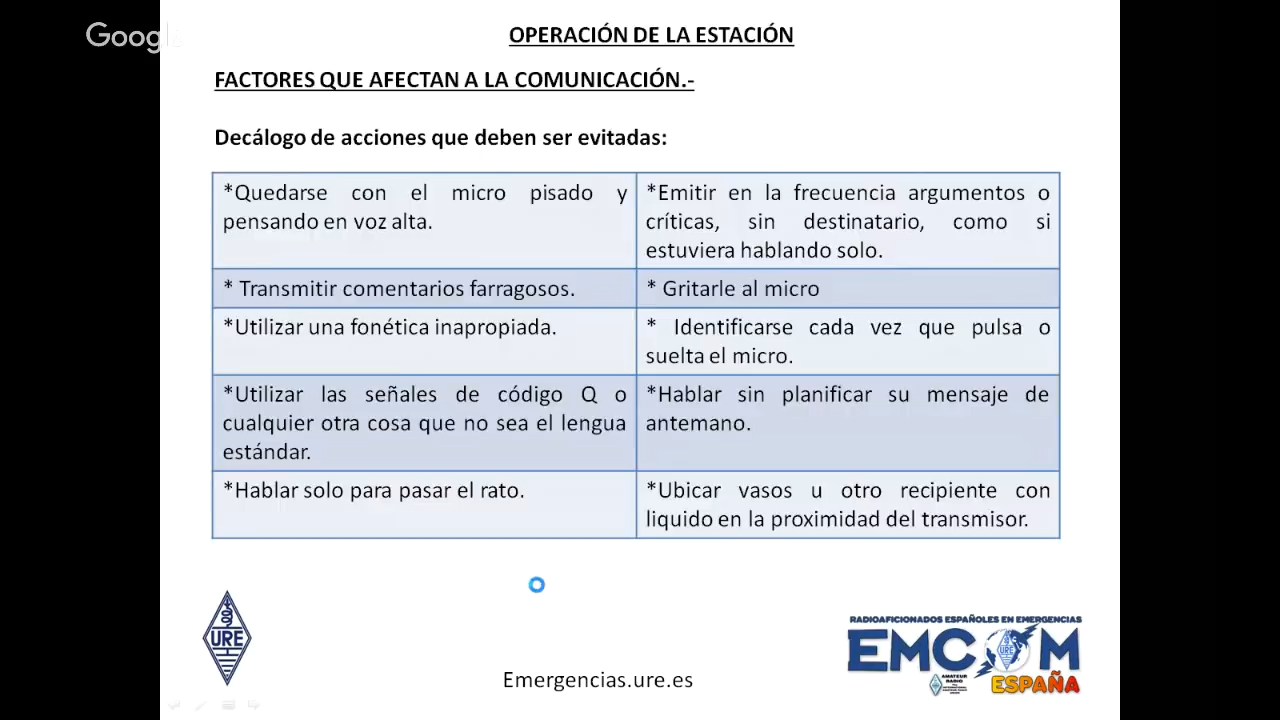 Google
OPERACIÓN DE LA ESTACIÓN
FACTORES QUE AFECTAN A LA COMUNICACIÓN.-
Decálogo de acciones que deben ser evitadas:
*Quedarse con el micro pisado y
pensando en voz alta.
*Emitir en la frecuencia argumentos o
críticas, sin destinatario, como si
estuviera hablando solo.
* Transmitir comentarios farragosos.
* Gritarle al micro
*Utilizar una fonética inapropiada.
* Identificarse cada vez que pulsa o
suelta el micro.
*Utilizar las señales de código Q o
cualquier otra cosa que no sea el lengua
estándar.
*Hablar sin planificar su mensaje de
antemano.
*Hablar solo para pasar el rato.
*Ubicar vasos u otro recipiente con
liquido en la proximidad del transmisor.
URE
Emergencias.ure.es
RADIOAFICIONADOS ESPAÑOLES EN EMERGENCIAS
EMCOM
URE
AMATEUR
RADIO
ESPAÑA